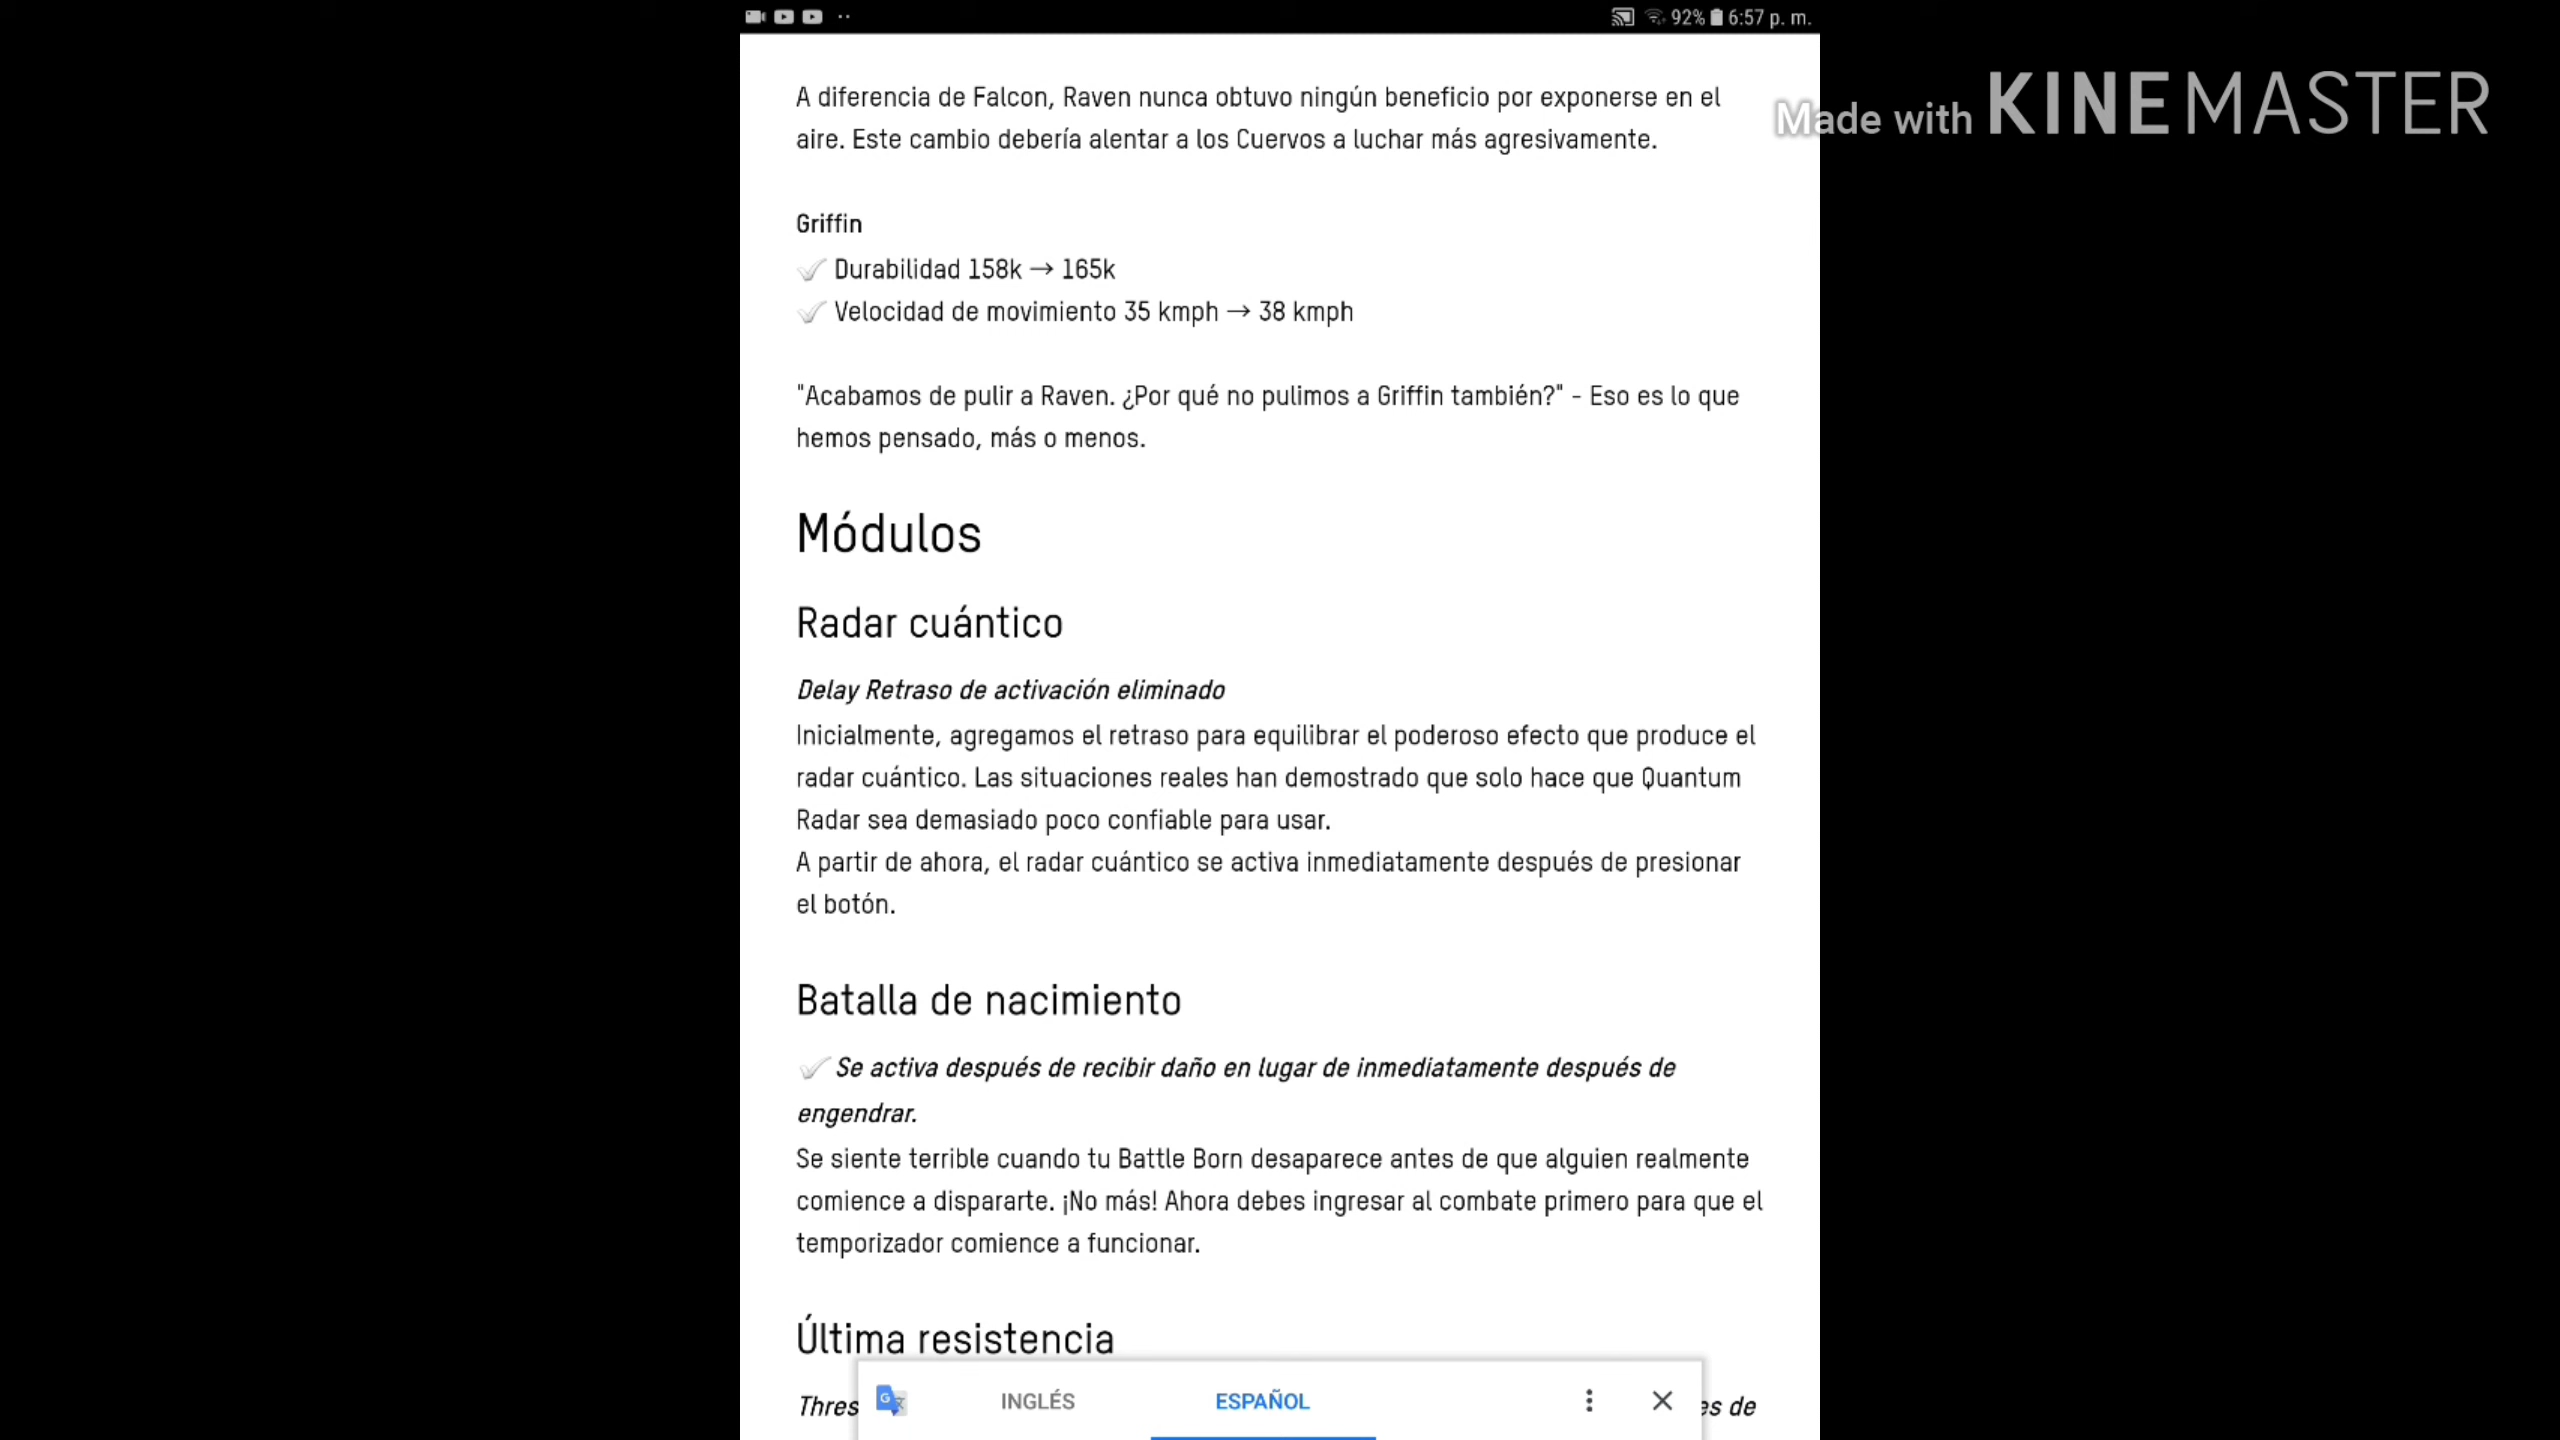 92% 6:57 p. m.
Made with KINEMASTER
A diferencia de Falcon, Raven nunca obtuvo ningún beneficio por exponerse en el
aire. Este cambio debería alentar a los Cuervos a luchar más agresivamente.
Griffin
Durabilidad 158k → 165k
Velocidad de movimiento 35 kmph → 38 kmph
"Acabamos de pulir a Raven. ¿Por qué no pulimos a Griffin también?" - Eso es lo que
hemos pensado, más o menos.
Módulos
Radar cuántico
Delay Retraso de activación eliminado
Inicialmente, agregamos el retraso para equilibrar el poderoso efecto que produce el
radar cuántico. Las situaciones reales han demostrado que solo hace que Quantum
Radar sea demasiado poco confiable para usar.
A partir de ahora, el radar cuántico se activa inmediatamente después de presionar
el botón.
Batalla de nacimiento
Se activa después de recibir daño en lugar de inmediatamente después de
engendrar.
Se siente terrible cuando tu Battle Born desaparece antes de que alguien realmente
comience a dispararte. ¡No más! Ahora debes ingresar al combate primero para que el
temporizador comience a funcionar.
Última resistencia
INGLÉS ESPAÑOL
Thres de